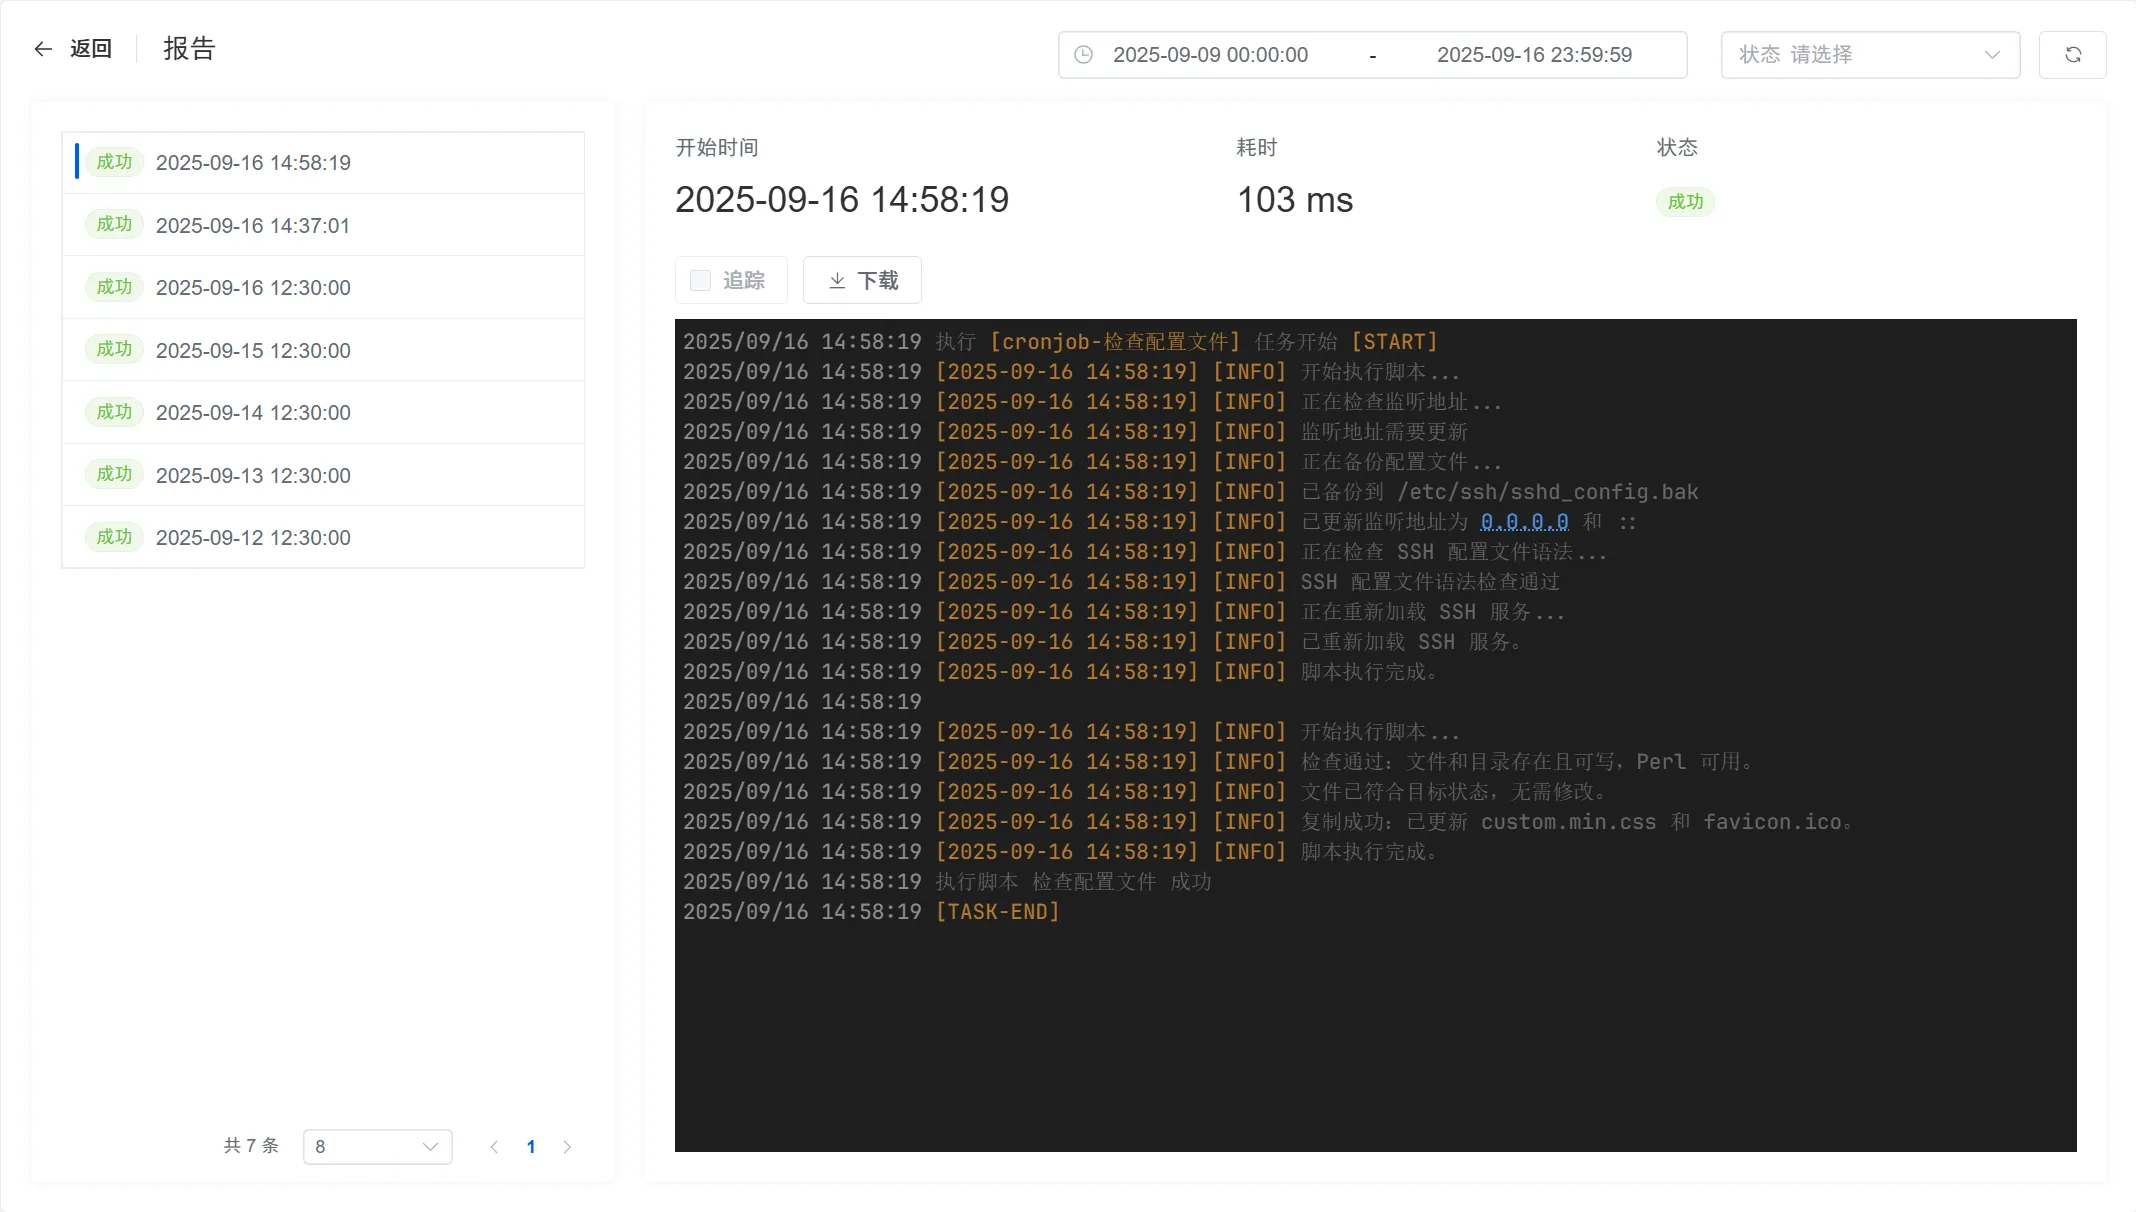 返回 报告
2025-09-09 00:00:00 - 2025-09-16 23:59:59 状态 请选择
成功 2025-09-16 14:58:19
成功 2025-09-16 14:37:01
成功 2025-09-16 12:30:00
成功 2025-09-15 12:30:00
成功 2025-09-14 12:30:00
成功 2025-09-13 12:30:00
成功 2025-09-12 12:30:00
共 7 条 8 1
开始时间 耗时 状态
2025-09-16 14:58:19 103 ms 成功
追踪 下载
2025/09/16 14:58:19 执行 [cronjob-检查配置文件] 任务开始 [START]
2025/09/16 14:58:19 [2025-09-16 14:58:19] [INFO] 开始执行脚本...
2025/09/16 14:58:19 [2025-09-16 14:58:19] [INFO] 正在检查监听地址...
2025/09/16 14:58:19 [2025-09-16 14:58:19] [INFO] 监听地址需要更新
2025/09/16 14:58:19 [2025-09-16 14:58:19] [INFO] 正在备份配置文件...
2025/09/16 14:58:19 [2025-09-16 14:58:19] [INFO] 已备份到 /etc/ssh/sshd_config.bak
2025/09/16 14:58:19 [2025-09-16 14:58:19] [INFO] 已更新监听地址为 0.0.0.0 和 ::
2025/09/16 14:58:19 [2025-09-16 14:58:19] [INFO] 正在检查 SSH 配置文件语法...
2025/09/16 14:58:19 [2025-09-16 14:58:19] [INFO] SSH 配置文件语法检查通过
2025/09/16 14:58:19 [2025-09-16 14:58:19] [INFO] 正在重新加载 SSH 服务...
2025/09/16 14:58:19 [2025-09-16 14:58:19] [INFO] 已重新加载 SSH 服务。
2025/09/16 14:58:19 [2025-09-16 14:58:19] [INFO] 脚本执行完成。
2025/09/16 14:58:19
2025/09/16 14:58:19 [2025-09-16 14:58:19] [INFO] 开始执行脚本...
2025/09/16 14:58:19 [2025-09-16 14:58:19] [INFO] 检查通过：文件和目录存在且可写，Perl 可用。
2025/09/16 14:58:19 [2025-09-16 14:58:19] [INFO] 文件已符合目标状态，无需修改。
2025/09/16 14:58:19 [2025-09-16 14:58:19] [INFO] 复制成功：已更新 custom.min.css 和 favicon.ico。
2025/09/16 14:58:19 [2025-09-16 14:58:19] [INFO] 脚本执行完成。
2025/09/16 14:58:19 执行脚本 检查配置文件 成功
2025/09/16 14:58:19 [TASK-END]